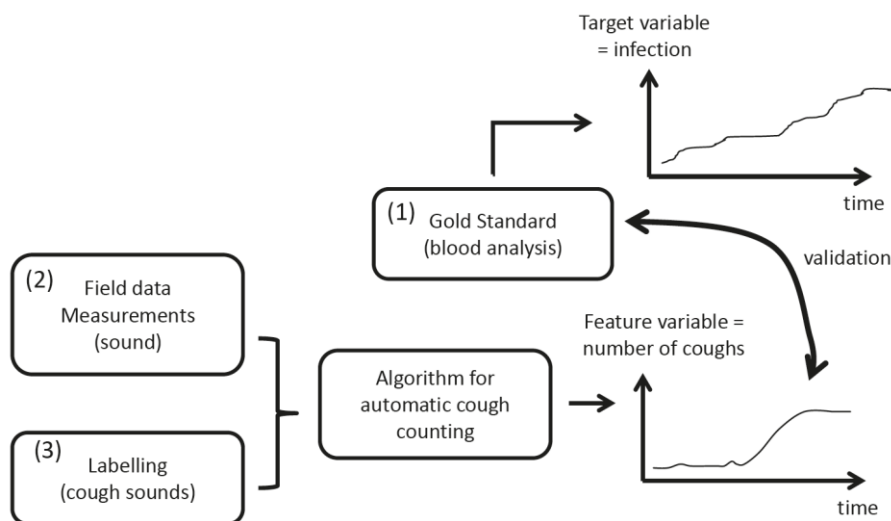 Target variable
= infection
time
(1)
Gold Standard
(blood analysis)
validation
(2)
Field data
Measurements
(sound)
Feature variable =
number of coughs
Algorithm for
automatic cough
counting
(3)
Labelling
(cough sounds)
time